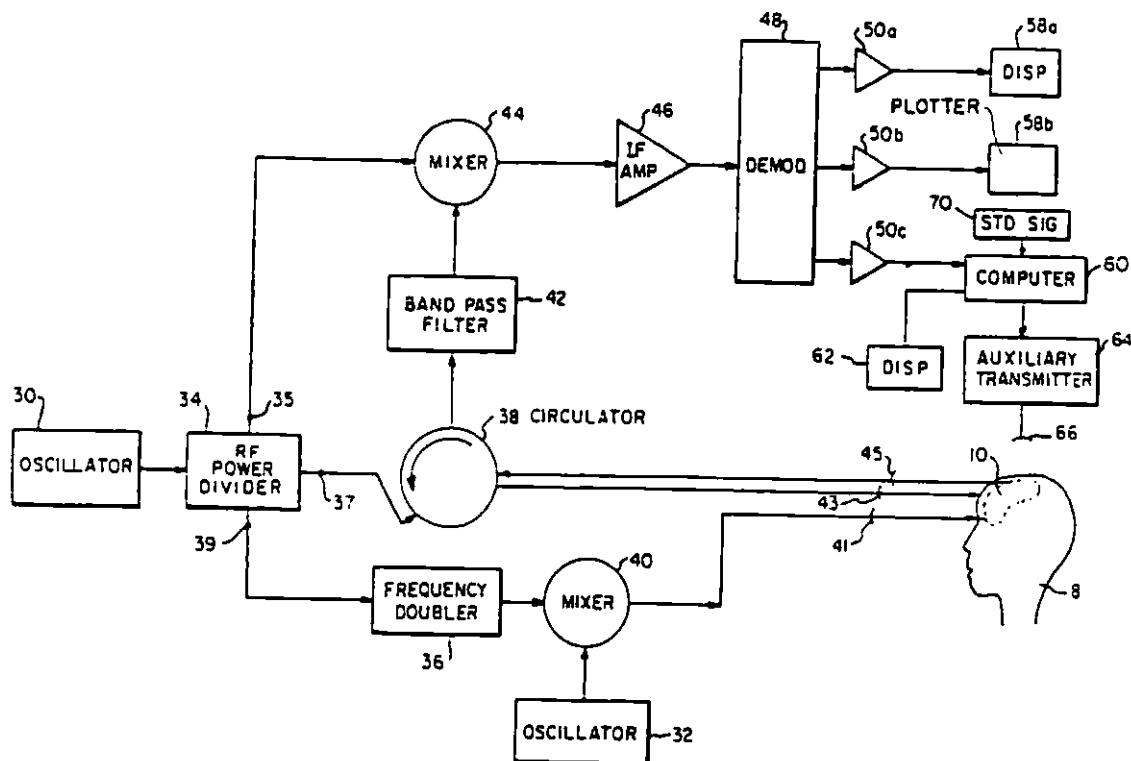 48
50a
58a
DISP
PLOTTER
44
46
MIXER
IF
AMP
DEMOD
50b
58b
70
STD SIG
50c
COMPUTER
60
42
BAND PASS
FILTER
62
DISP
64
AUXILIARY
TRANSMITTER
30
34
35
38 CIRCULATOR
66
OSCILLATOR
RF
POWER
DIVIDER
37
45
10
43
41
39
40
FREQUENCY
DOUBLER
MIXER
8
36
OSCILLATOR
32